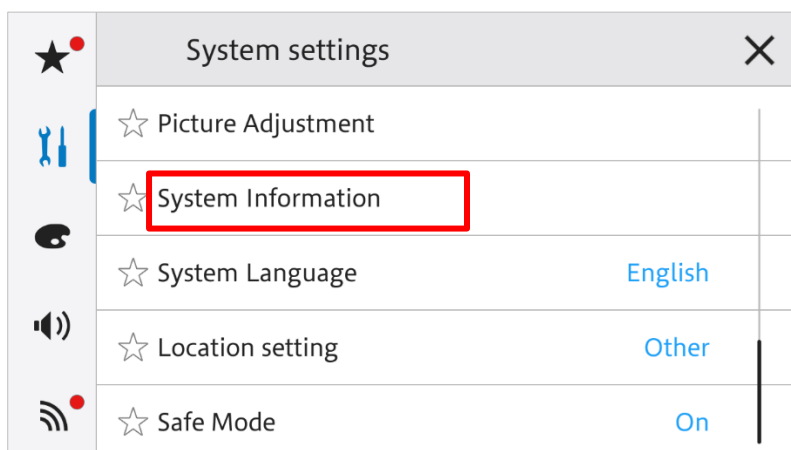 System settings
Picture Adjustment
System Information
System Language English
Location setting Other
Safe Mode On